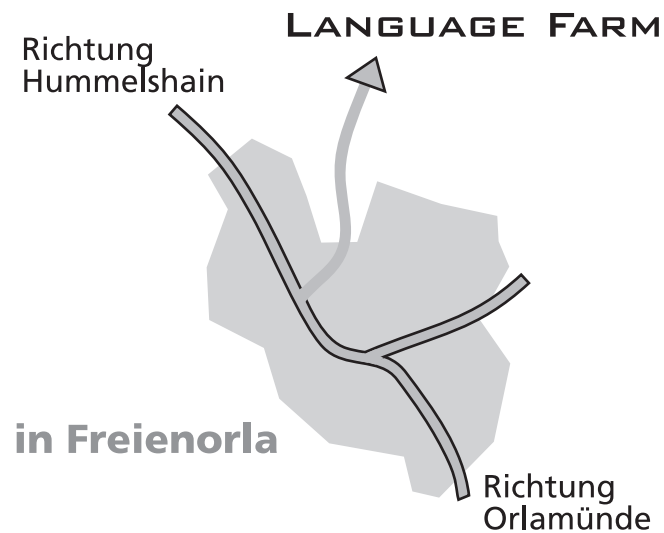 LANGUAGE FARM
Richtung
Hummelshain
in Freienorla
Richtung
Orlamünde